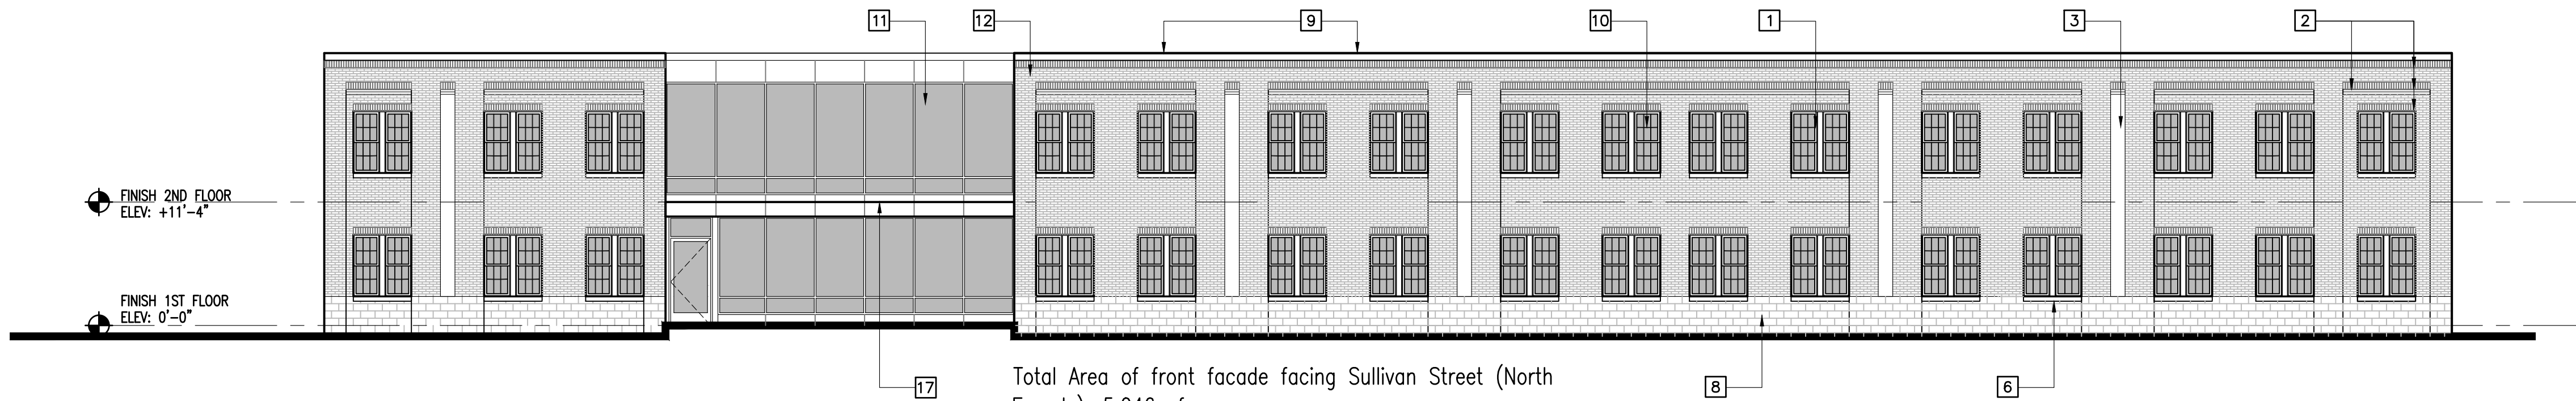 11
12
9
10
1
3
2
FINISH 2ND FLOOR
ELEV: +11'-4"
FINISH 1ST FLOOR
ELEV: 0'-0"
17
Total Area of front facade facing Sullivan Street (North
8
6